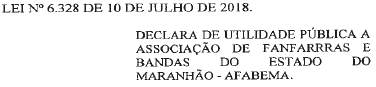 LEI Nº 6.328 DE 10 DE JULHO DE 2018.
DECLARA DE UTILIDADE PÚBLICA A
ASSOCIAÇÃO DE FANFARRRAS E
BANDAS DO ESTADO DO
MARANHÃO - AFABEMA.